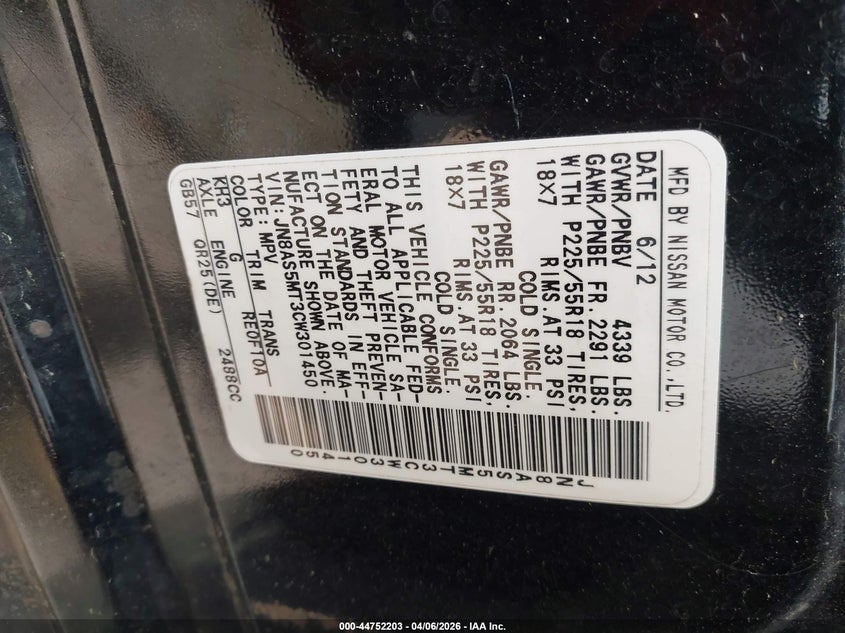 MFD BY NISSAN MOTOR CO.,LTD.
DATE 6/12
GVWR/PNBV 4339 LBS.
GAWR/PNBE FR. 2291 LBS.
WITH P225/55R18 TIRES,
18X7 RIMS.AT 33 PSI
COLD SINGLE.
GAWR/PNBE RR. 2064 LBS.
WITH P225/55R18 TIRES
18X7 RIMS.AT 33 PSI
COLD SINGLE.
THIS VEHICLE CONFORMS
TO ALL APPLICABLE FED-
ERAL MOTOR VEHICLE SA-
FETY AND THEFT PREVEN-
TION STANDARDS IN EFF-
ECT ON THE DATE OF MA-
NUFACTURE SHOWN ABOVE.
VIN:JN8AS5MT3CW301450
TYPE:MPV
COLOR TRIM TRANS
KH3 G RE0F10A
AXLE ENGINE
GB57 QR25(DE) 2488CC
JN8AS5MT3CW301450
000-44752203 - 04/06/2026 - IAA Inc.